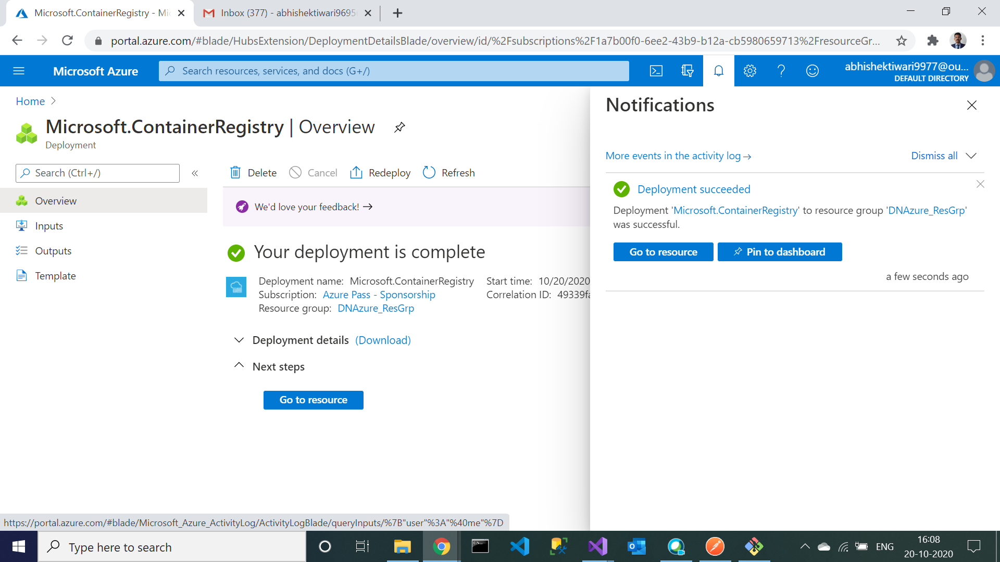 Microsoft.ContainerRegistry - Mi
Inbox (377) - abhishektiwari9695
portal.azure.com/#blade/HubsExtension/DeploymentDetailsBlade/overview/id/%2Fsubscriptions%2F1a7b00f0-6ee2-43b9-b12a-cb5980659713%2FresourceGr...
Microsoft Azure
Search resources, services, and docs (G+/)
abhishektiwari9977@ou...
DEFAULT DIRECTORY
Home
Microsoft.ContainerRegistry | Overview
Deployment
Search (Ctrl+/)
Overview
Inputs
Outputs
Template
Delete
Cancel
Redeploy
Refresh
We'd love your feedback! →
Your deployment is complete
Deployment name: Microsoft.ContainerRegistry
Subscription: Azure Pass - Sponsorship
Resource group: DNAzure_ResGrp
Start time: 10/20/2020
Correlation ID: 49339fa
Deployment details (Download)
Next steps
Go to resource
Notifications
More events in the activity log →
Dismiss all
Deployment succeeded
Deployment 'Microsoft.ContainerRegistry' to resource group 'DNAzure_ResGrp'
was successful.
Go to resource
Pin to dashboard
a few seconds ago
https://portal.azure.com/#blade/Microsoft_Azure_ActivityLog/ActivityLogBlade/queryInputs/%7B"user"%3A"%40me"%7D
Type here to search
ENG
16:08
20-10-2020